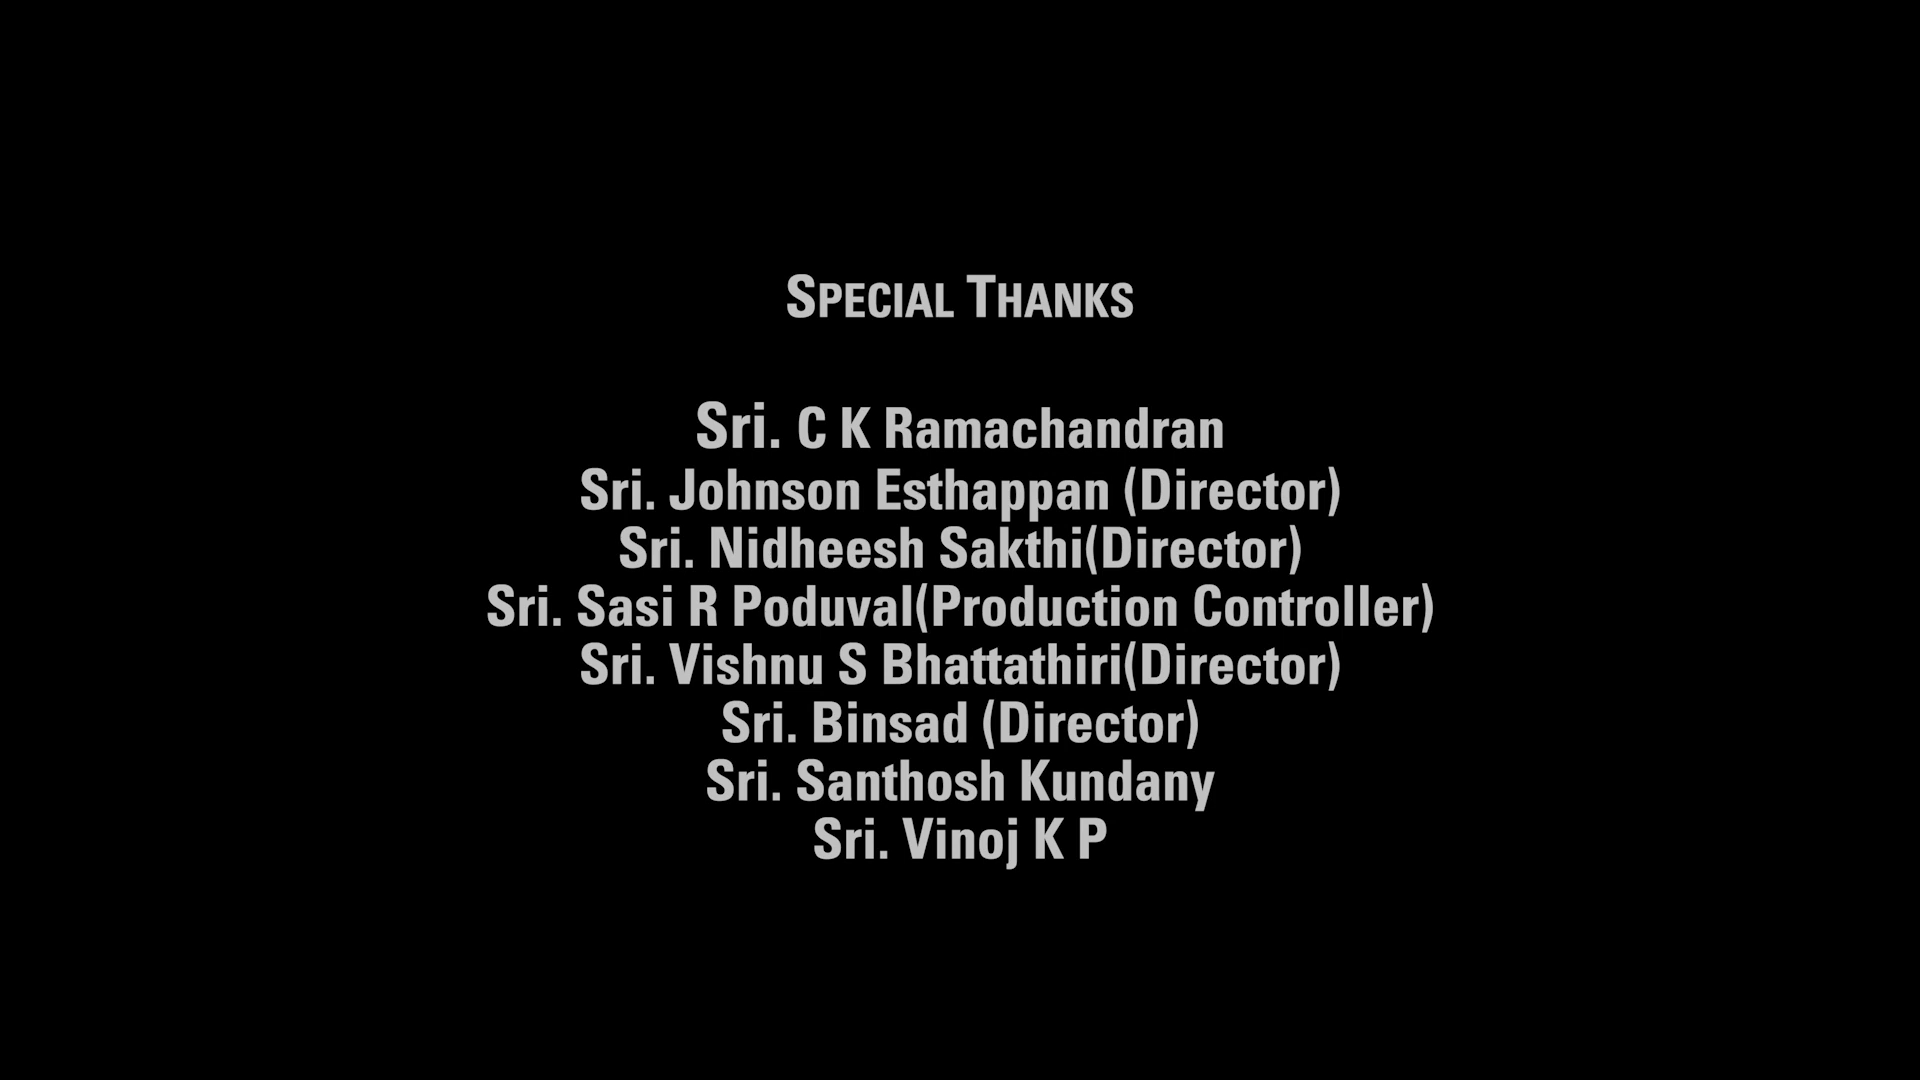 SPECIAL THANKS
Sri. C K Ramachandran
Sri. Johnson Esthappan (Director)
Sri. Nidheesh Sakthi(Director)
Sri. Sasi R Poduval(Production Controller)
Sri. Vishnu S Bhattathiri(Director)
Sri. Binsad (Director)
Sri. Santhosh Kundany
Sri. Vinoj K P